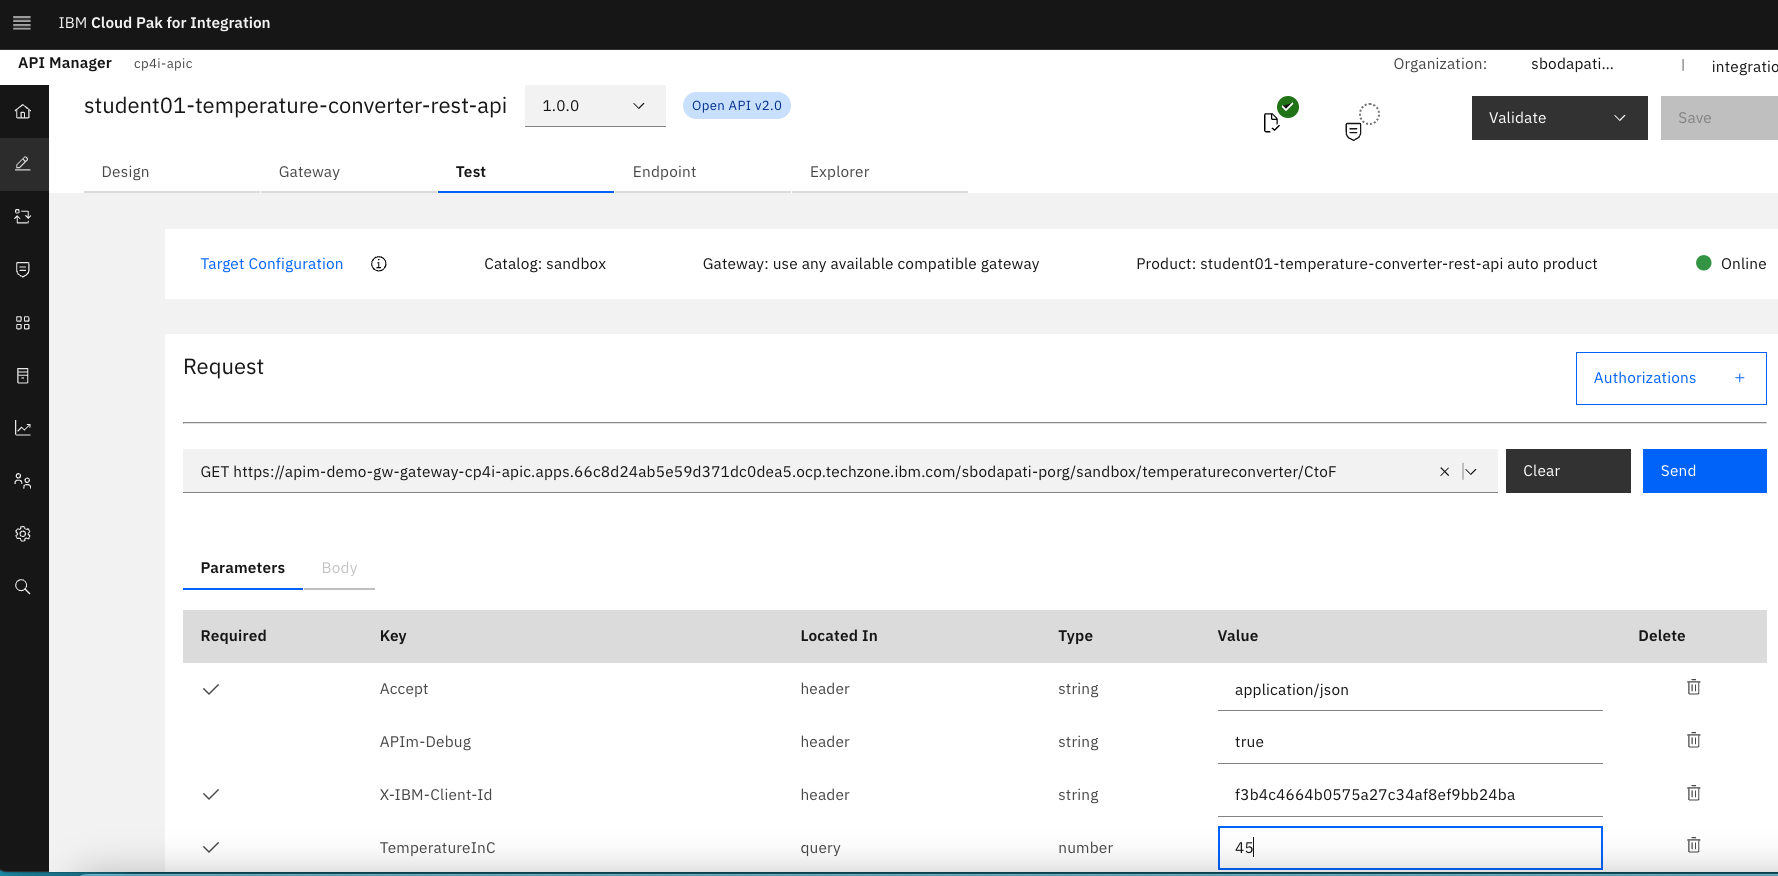 IBM Cloud Pak for Integration
API Manager cp4i-apic Organization: sbodapati... | integratio
student01-temperature-converter-rest-api 1.0.0 Open API v2.0 Validate Save
Design Gateway Test Endpoint Explorer
Target Configuration Catalog: sandbox Gateway: use any available compatible gateway Product: student01-temperature-converter-rest-api auto product Online
Request
Authorizations +
GET https://apim-demo-gw-gateway-cp4i-apic.apps.66c8d24ab5e59d371dc0dea5.ocp.techzone.ibm.com/sbodapati-porg/sandbox/temperatureconverter/CtoF Clear Send
Parameters Body
Required Key Located In Type Value Delete
Accept header string application/json
APIm-Debug header string true
X-IBM-Client-Id header string f3b4c4664b0575a27c34af8ef9bb24ba
TemperatureInC query number 45